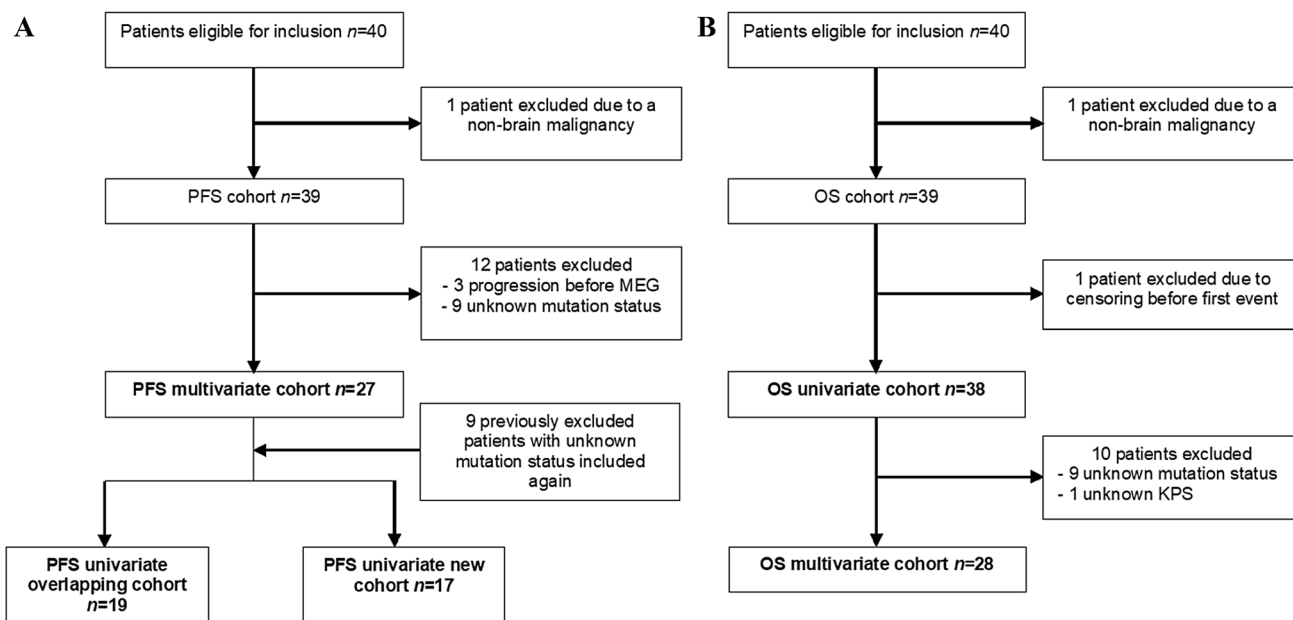 A
Patients eligible for inclusion n=40
1 patient excluded due to a
non-brain malignancy
PFS cohort n=39
12 patients excluded
- 3 progression before MEG
- 9 unknown mutation status
PFS multivariate cohort n=27
9 previously excluded
patients with unknown
mutation status included
again
PFS univariate
overlapping cohort
n=19
PFS univariate new
cohort n=17
B
Patients eligible for inclusion n=40
1 patient excluded due to a
non-brain malignancy
OS cohort n=39
1 patient excluded due to
censoring before first event
OS univariate cohort n=38
10 patients excluded
- 9 unknown mutation status
- 1 unknown KPS
OS multivariate cohort n=28